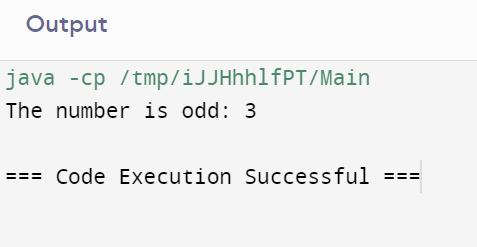 Output
java -cp /tmp/iJJHhhlfPT/Main
The number is odd: 3
=== Code Execution Successful ===